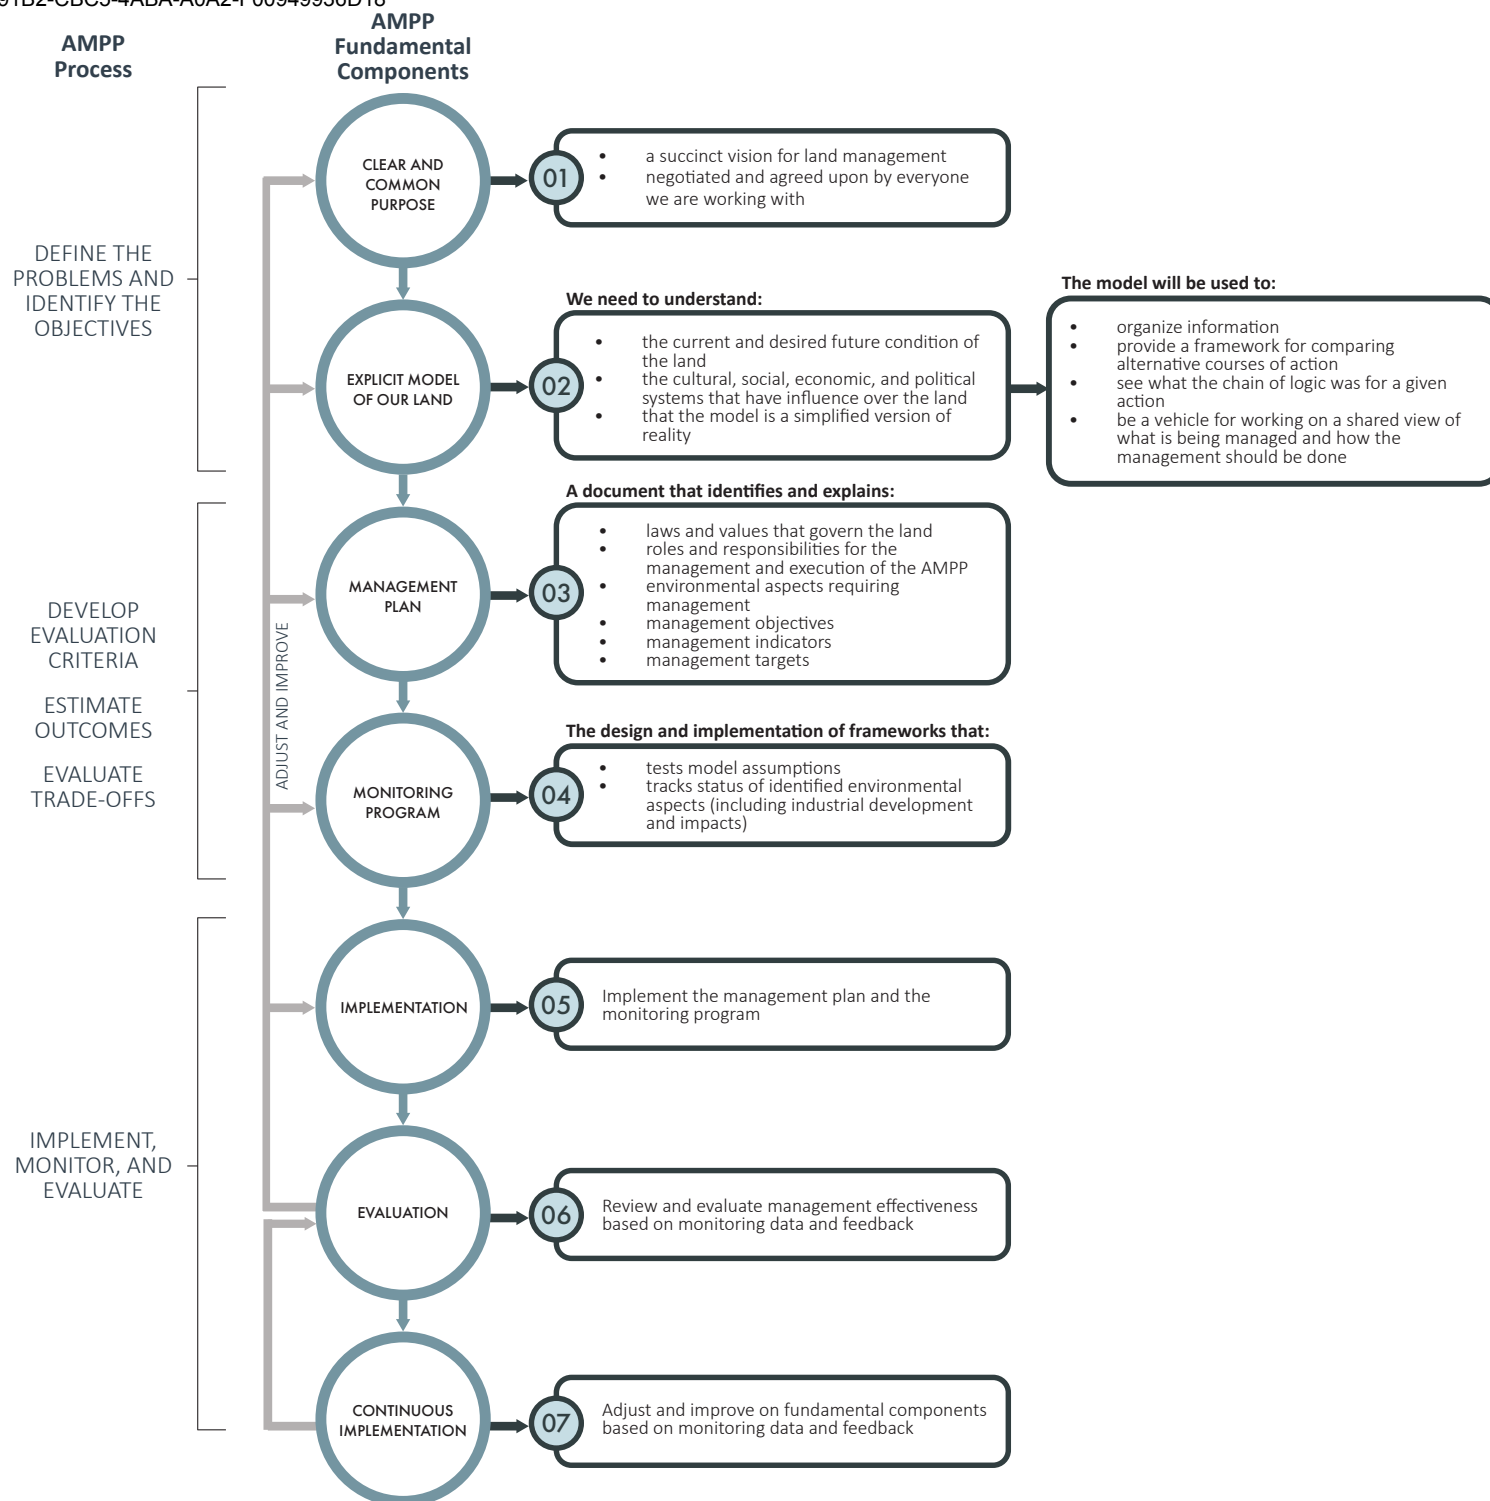 AMPP
Process
AMPP
Fundamental
Components
DEFINE THE
PROBLEMS AND
IDENTIFY THE
OBJECTIVES
CLEAR AND
COMMON
PURPOSE
01
• a succinct vision for land management
• negotiated and agreed upon by everyone
we are working with
EXPLICIT MODEL
OF OUR LAND
We need to understand:
02
• the current and desired future condition of
the land
• the cultural, social, economic, and political
systems that have influence over the land
• that the model is a simplified version of
reality
The model will be used to:
• organize information
• provide a framework for comparing
alternative courses of action
• see what the chain of logic was for a given
action
• be a vehicle for working on a shared view of
what is being managed and how the
management should be done
DEVELOP
EVALUATION
CRITERIA
ESTIMATE
OUTCOMES
EVALUATE
TRADE-OFFS
ADJUST AND IMPROVE
MANAGEMENT
PLAN
A document that identifies and explains:
03
• laws and values that govern the land
• roles and responsibilities for the
management and execution of the AMPP
• environmental aspects requiring
management
• management objectives
• management indicators
• management targets
MONITORING
PROGRAM
The design and implementation of frameworks that:
04
• tests model assumptions
• tracks status of identified environmental
aspects (including industrial development
and impacts)
IMPLEMENT,
MONITOR, AND
EVALUATE
IMPLEMENTATION
05
Implement the management plan and the
monitoring program
EVALUATION
06
Review and evaluate management effectiveness
based on monitoring data and feedback
CONTINUOUS
IMPLEMENTATION
07
Adjust and improve on fundamental components
based on monitoring data and feedback